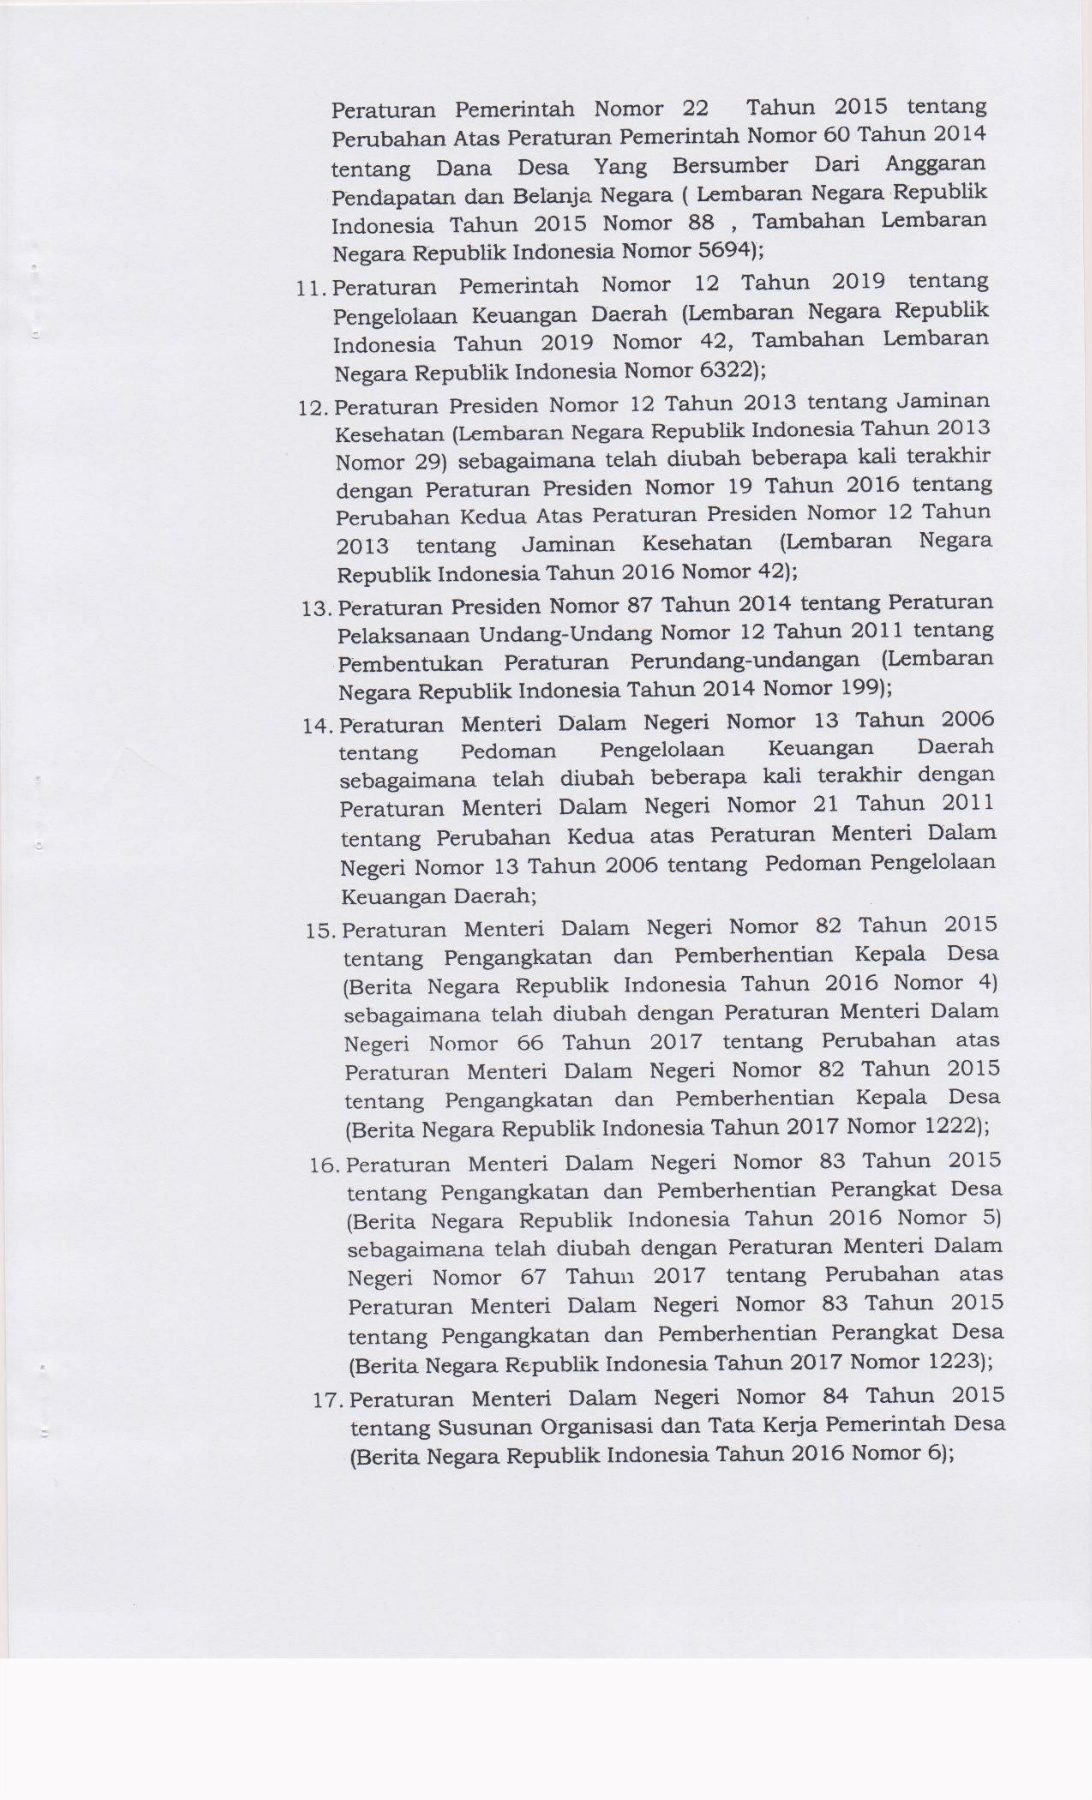 Peraturan Pemerintah Nomor 22 Tahun 2015 tentang
Perubahan Atas Peraturan Pemerintah Nomor 60 Tahun 2014
tentang Dana Desa Yang Bersumber Dari Anggaran
Pendapatan dan Belanja Negara ( Lembaran Negara Republik
Indonesia Tahun 2015 Nomor 88 , Tambahan Lembaran
Negara Republik Indonesia Nomor 5694);
11. Peraturan Pemerintah Nomor 12 Tahun 2019 tentang
Pengelolaan Keuangan Daerah (Lembaran Negara Republik
Indonesia Tahun 2019 Nomor 42, Tambahan Lembaran
Negara Republik Indonesia Nomor 6322);
12. Peraturan Presiden Nomor 12 Tahun 2013 tentang Jaminan
Kesehatan (Lembaran Negara Republik Indonesia Tahun 2013
Nomor 29) sebagaimana telah diubah beberapa kali terakhir
dengan Peraturan Presiden Nomor 19 Tahun 2016 tentang
Perubahan Kedua Atas Peraturan Presiden Nomor 12 Tahun
2013 tentang Jaminan Kesehatan (Lembaran Negara
Republik Indonesia Tahun 2016 Nomor 42);
13. Peraturan Presiden Nomor 87 Tahun 2014 tentang Peraturan
Pelaksanaan Undang-Undang Nomor 12 Tahun 2011 tentang
Pembentukan Peraturan Perundang-undangan (Lembaran
Negara Republik Indonesia Tahun 2014 Nomor 199);
14. Peraturan Menteri Dalam Negeri Nomor 13 Tahun 2006
tentang Pedoman Pengelolaan Keuangan Daerah
sebagaimana telah diubah beberapa kali terakhir dengan
Peraturan Menteri Dalam Negeri Nomor 21 Tahun 2011
tentang Perubahan Kedua atas Peraturan Menteri Dalam
Negeri Nomor 13 Tahun 2006 tentang Pedoman Pengelolaan
Keuangan Daerah;
15. Peraturan Menteri Dalam Negeri Nomor 82 Tahun 2015
tentang Pengangkatan dan Pemberhentian Kepala Desa
(Berita Negara Republik Indonesia Tahun 2016 Nomor 4)
sebagaimana telah diubah dengan Peraturan Menteri Dalam
Negeri Nomor 66 Tahun 2017 tentang Perubahan atas
Peraturan Menteri Dalam Negeri Nomor 82 Tahun 2015
tentang Pengangkatan dan Pemberhentian Kepala Desa
(Berita Negara Republik Indonesia Tahun 2017 Nomor 1222);
16. Peraturan Menteri Dalam Negeri Nomor 83 Tahun 2015
tentang Pengangkatan dan Pemberhentian Perangkat Desa
(Berita Negara Republik Indonesia Tahun 2016 Nomor 5)
sebagaimana telah diubah dengan Peraturan Menteri Dalam
Negeri Nomor 67 Tahun 2017 tentang Perubahan atas
Peraturan Menteri Dalam Negeri Nomor 83 Tahun 2015
tentang Pengangkatan dan Pemberhentian Perangkat Desa
(Berita Negara Republik Indonesia Tahun 2017 Nomor 1223);
17. Peraturan Menteri Dalam Negeri Nomor 84 Tahun 2015
tentang Susunan Organisasi dan Tata Kerja Pemerintah Desa
(Berita Negara Republik Indonesia Tahun 2016 Nomor 6);